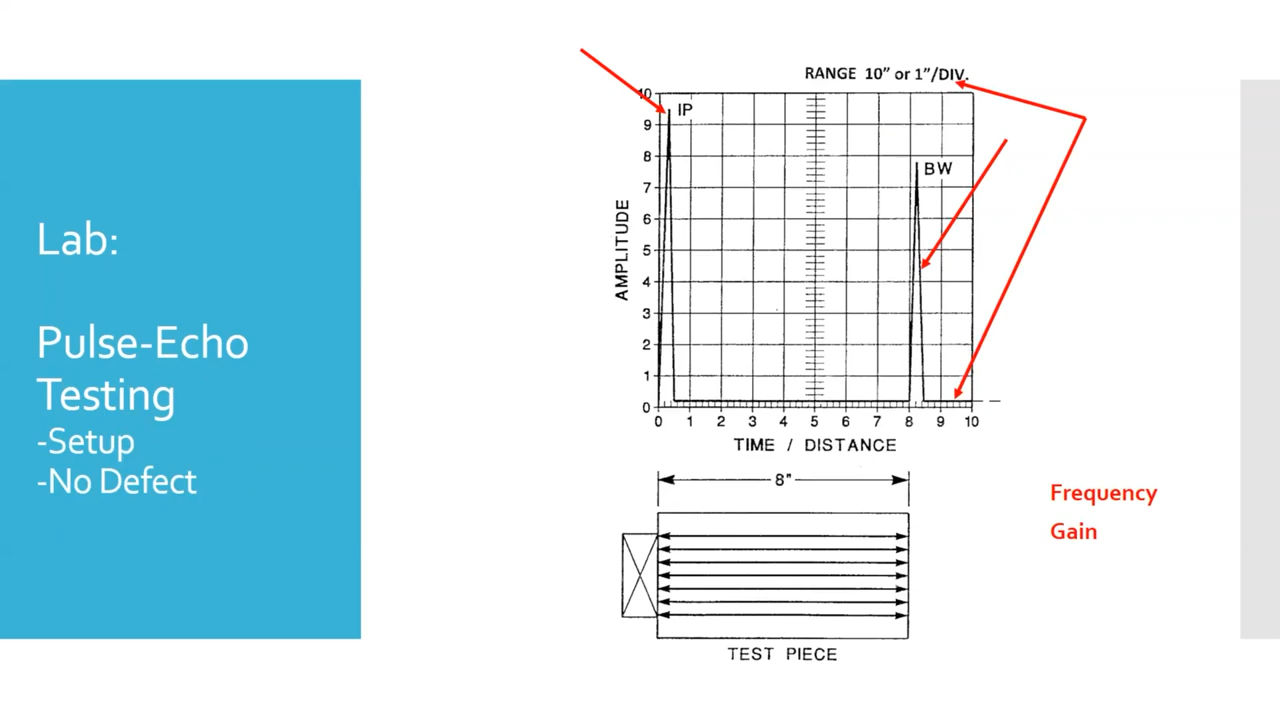 Lab:
Pulse-Echo
Testing
-Setup
-No Defect
RANGE 10” or 1”/DIV.
10
9
8
7
6
5
4
3
2
1
0
AMPLITUDE
IP
BW
0 1 2 3 4 5 6 7 8 9 10
TIME / DISTANCE
8"
TEST PIECE
Frequency
Gain